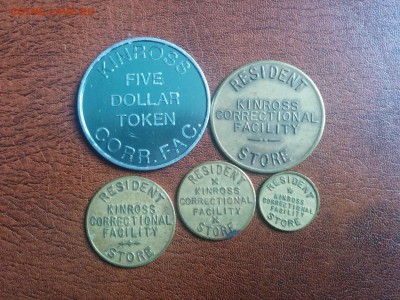 KINROSS
FIVE
DOLLAR
TOKEN
CORR. FAC.
RESIDENT
KINROSS
CORRECTIONAL
FACILITY
STORE
RESIDENT
KINROSS
CORRECTIONAL
FACILITY
STORE
RESIDENT
KINROSS
CORRECTIONAL
FACILITY
STORE
RESIDENT
KINROSS
CORRECTIONAL
FACILITY
STORE